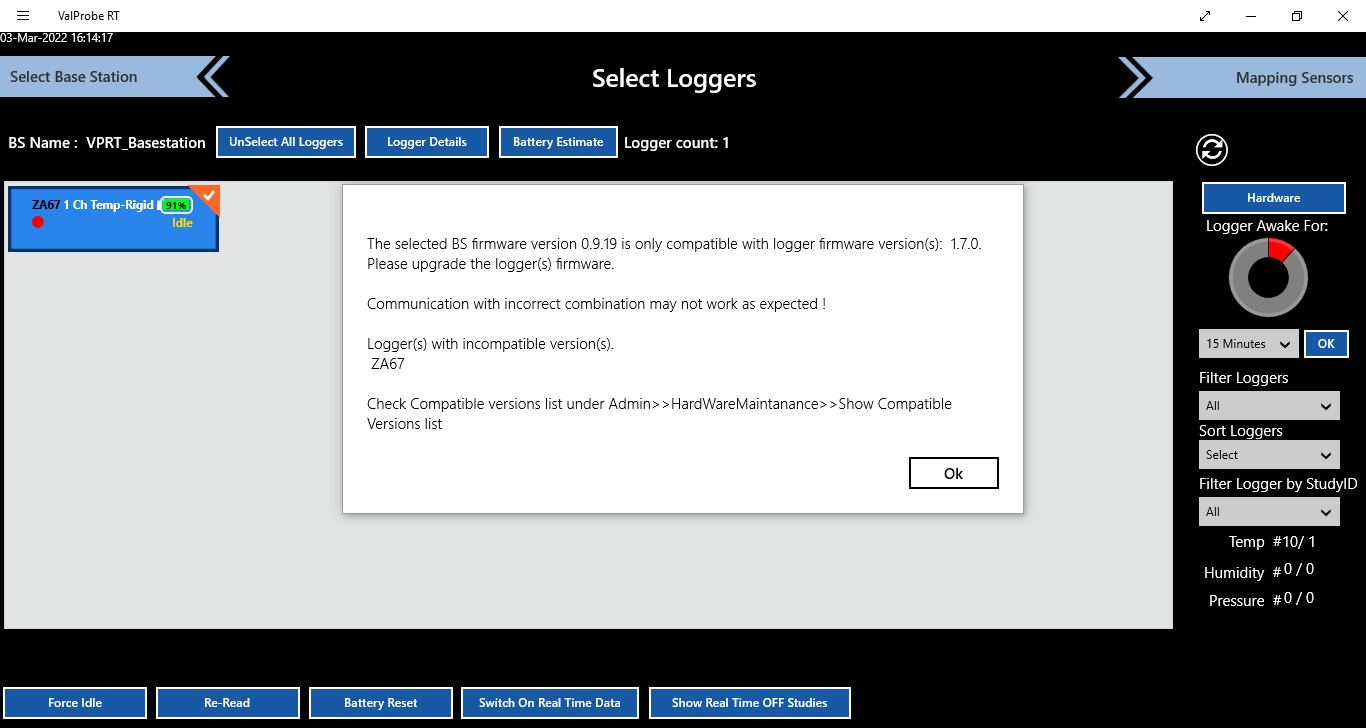 ValProbe RT
03-Mar-2022 16:14:17
Select Base Station
Select Loggers
Mapping Sensors
BS Name : VPRT_Basestation
UnSelect All Loggers
Logger Details
Battery Estimate
Logger count: 1
ZA67 1 Ch Temp-Rigid
91%
Idle
The selected BS firmware version 0.9.19 is only compatible with logger firmware version(s): 1.7.0.
Please upgrade the logger(s) firmware.
Communication with incorrect combination may not work as expected !
Logger(s) with incompatible version(s).
ZA67
Check Compatible versions list under Admin>>HardWareMaintanance>>Show Compatible
Versions list
Ok
Hardware
Logger Awake For:
15 Minutes
OK
Filter Loggers
All
Sort Loggers
Select
Filter Logger by StudyID
All
Temp #10/ 1
Humidity #0 / 0
Pressure #0 / 0
Force Idle
Re-Read
Battery Reset
Switch On Real Time Data
Show Real Time OFF Studies